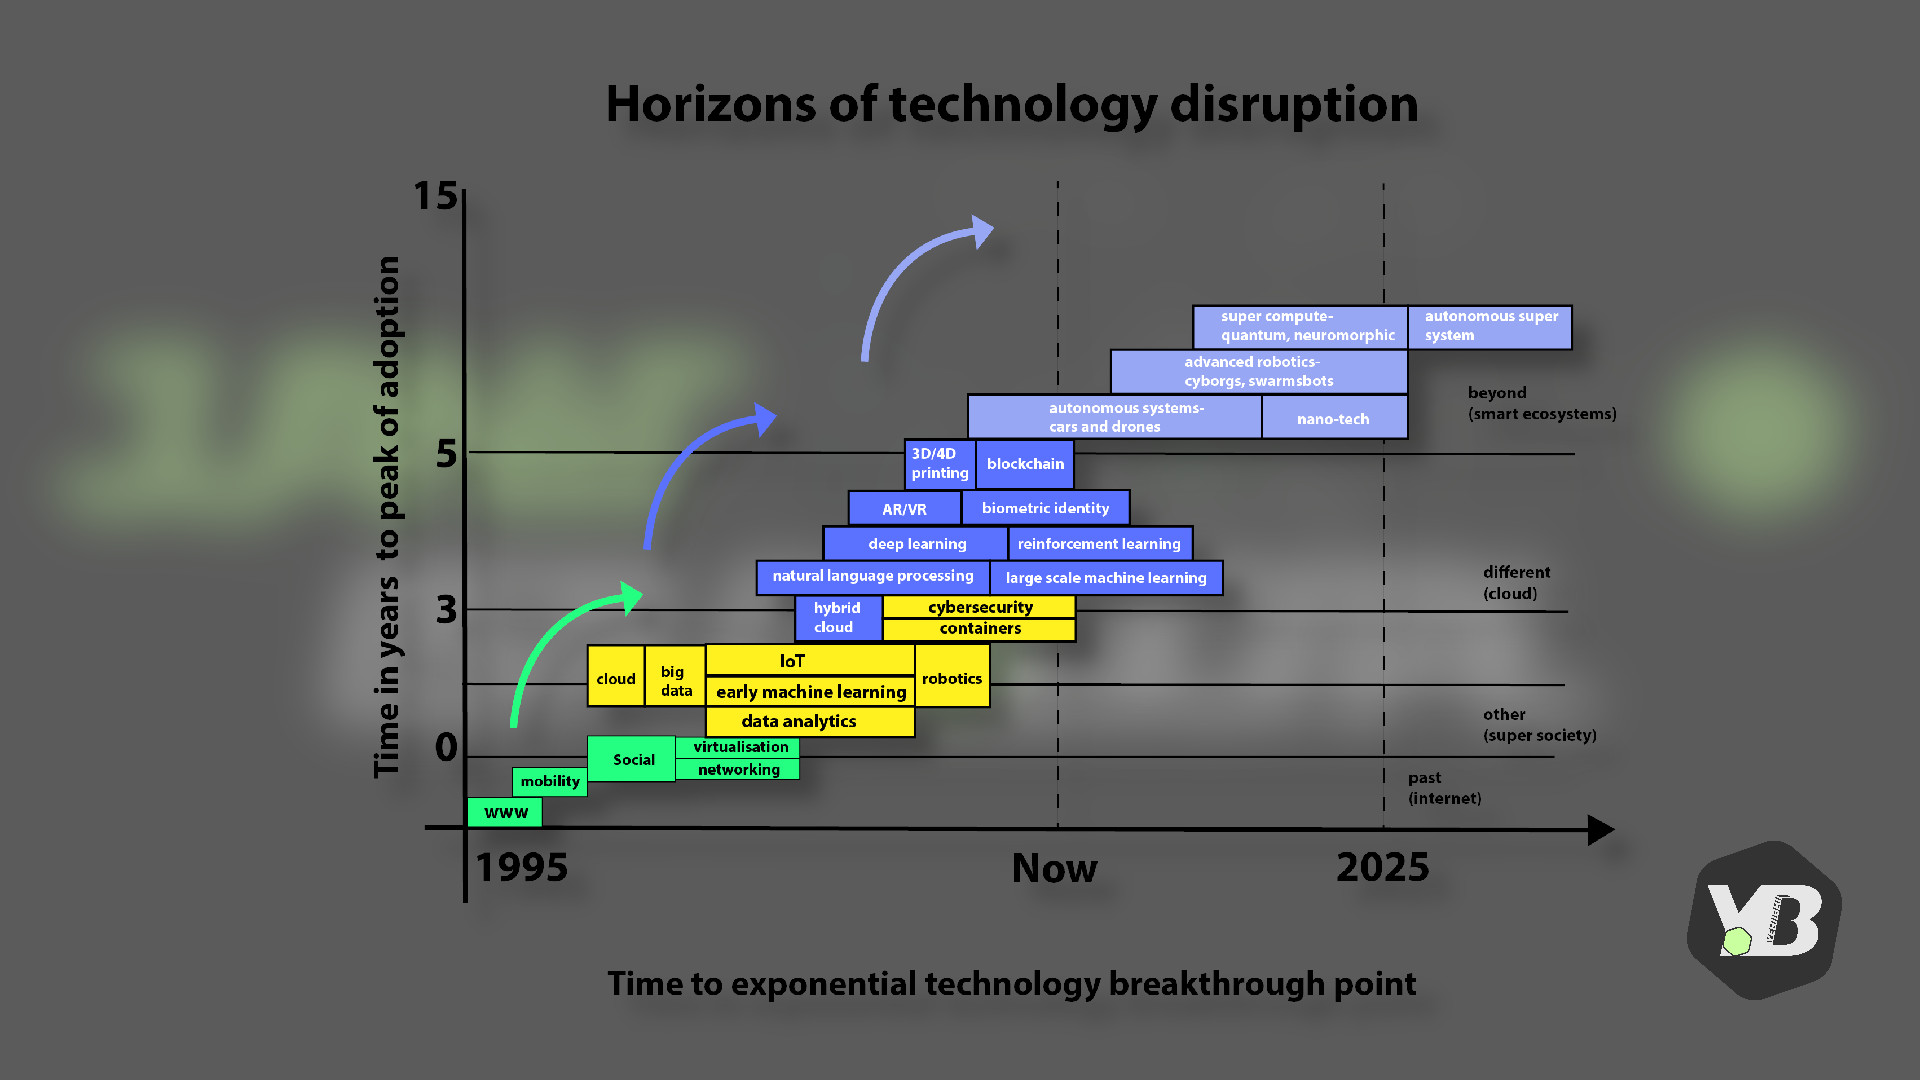 Horizons of technology disruption
15
5
3
0
Time in years to peak of adoption
super compute-
quantum, neuromorphic
autonomous super
system
advanced robotics-
cyborgs, swarmsbots
autonomous systems-
cars and drones
nano-tech
beyond
(smart ecosystems)
3D/4D
printing
blockchain
AR/VR
biometric identity
deep learning
reinforcement learning
natural language processing
large scale machine learning
different
(cloud)
hybrid
cloud
cybersecurity
containers
cloud
big
data
IoT
early machine learning
data analytics
robotics
other
(super society)
Social
virtualisation
networking
mobility
www
past
(internet)
1995
Now
2025
Time to exponential technology breakthrough point
YB